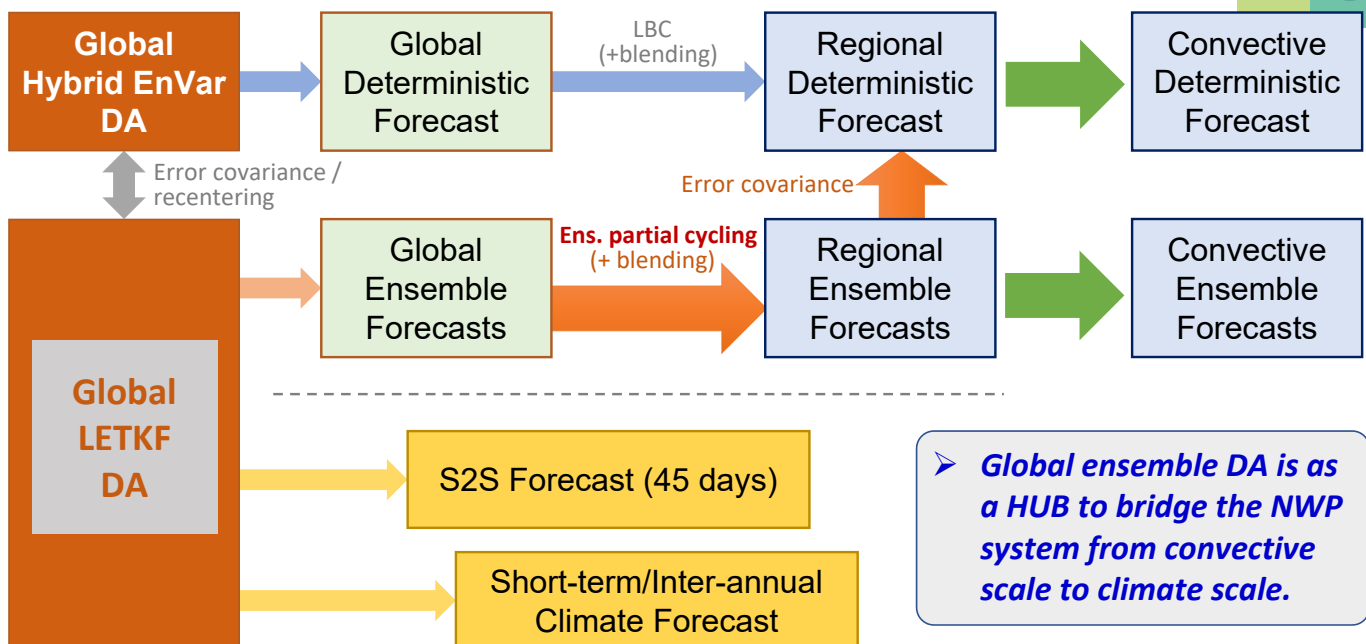 Global
Hybrid EnVar
DA
Global
Deterministic
Forecast
LBC
(+blending)
Regional
Deterministic
Forecast
Convective
Deterministic
Forecast
Error covariance /
recentering
Error covariance
Global
LETKF
DA
Global
Ensemble
Forecasts
Ens. partial cycling
(+ blending)
Regional
Ensemble
Forecasts
Convective
Ensemble
Forecasts
S2S Forecast (45 days)
Short-term/Inter-annual
Climate Forecast
➢ Global ensemble DA is as
a HUB to bridge the NWP
system from convective
scale to climate scale.